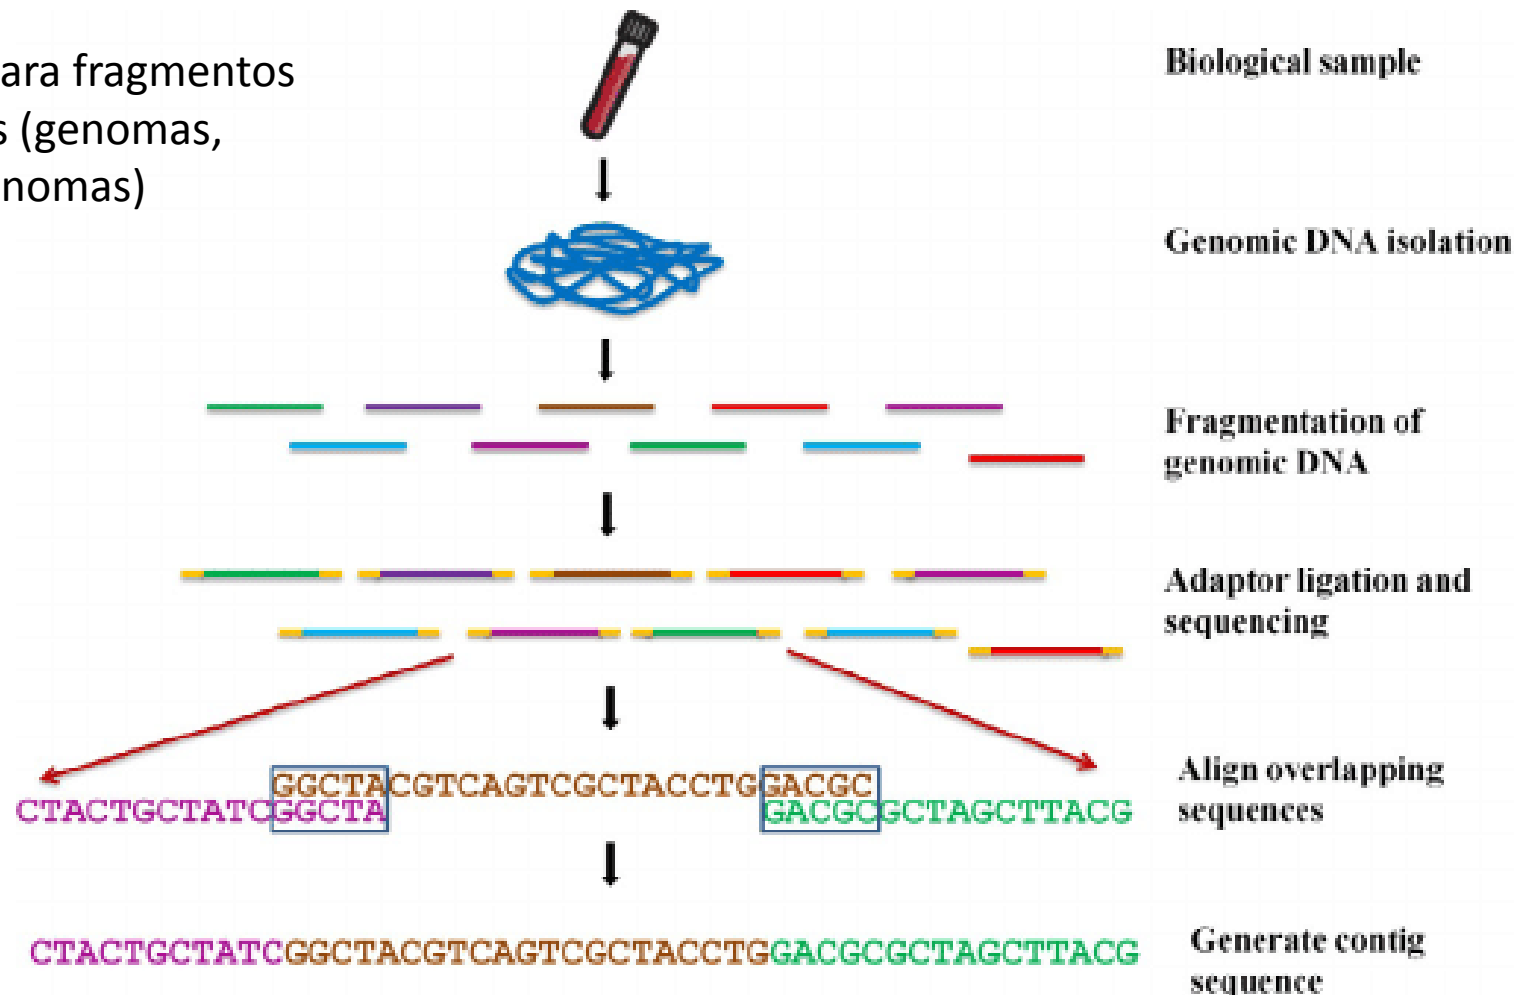 ara fragmentos
s (genomas,
nomas)
Biological sample
Genomic DNA isolation
Fragmentation of
genomic DNA
Adaptor ligation and
sequencing
Align overlapping
sequences
GGCTACGTCAGTCGCTACCTGGACGC
CTACTGCTATCGGCTA GACGCGCTAGCTTACG
CTACTGCTATCGGCTACGTCAGTCGCTACCTGGACGCGCTAGCTTACG
Generate contig
sequence